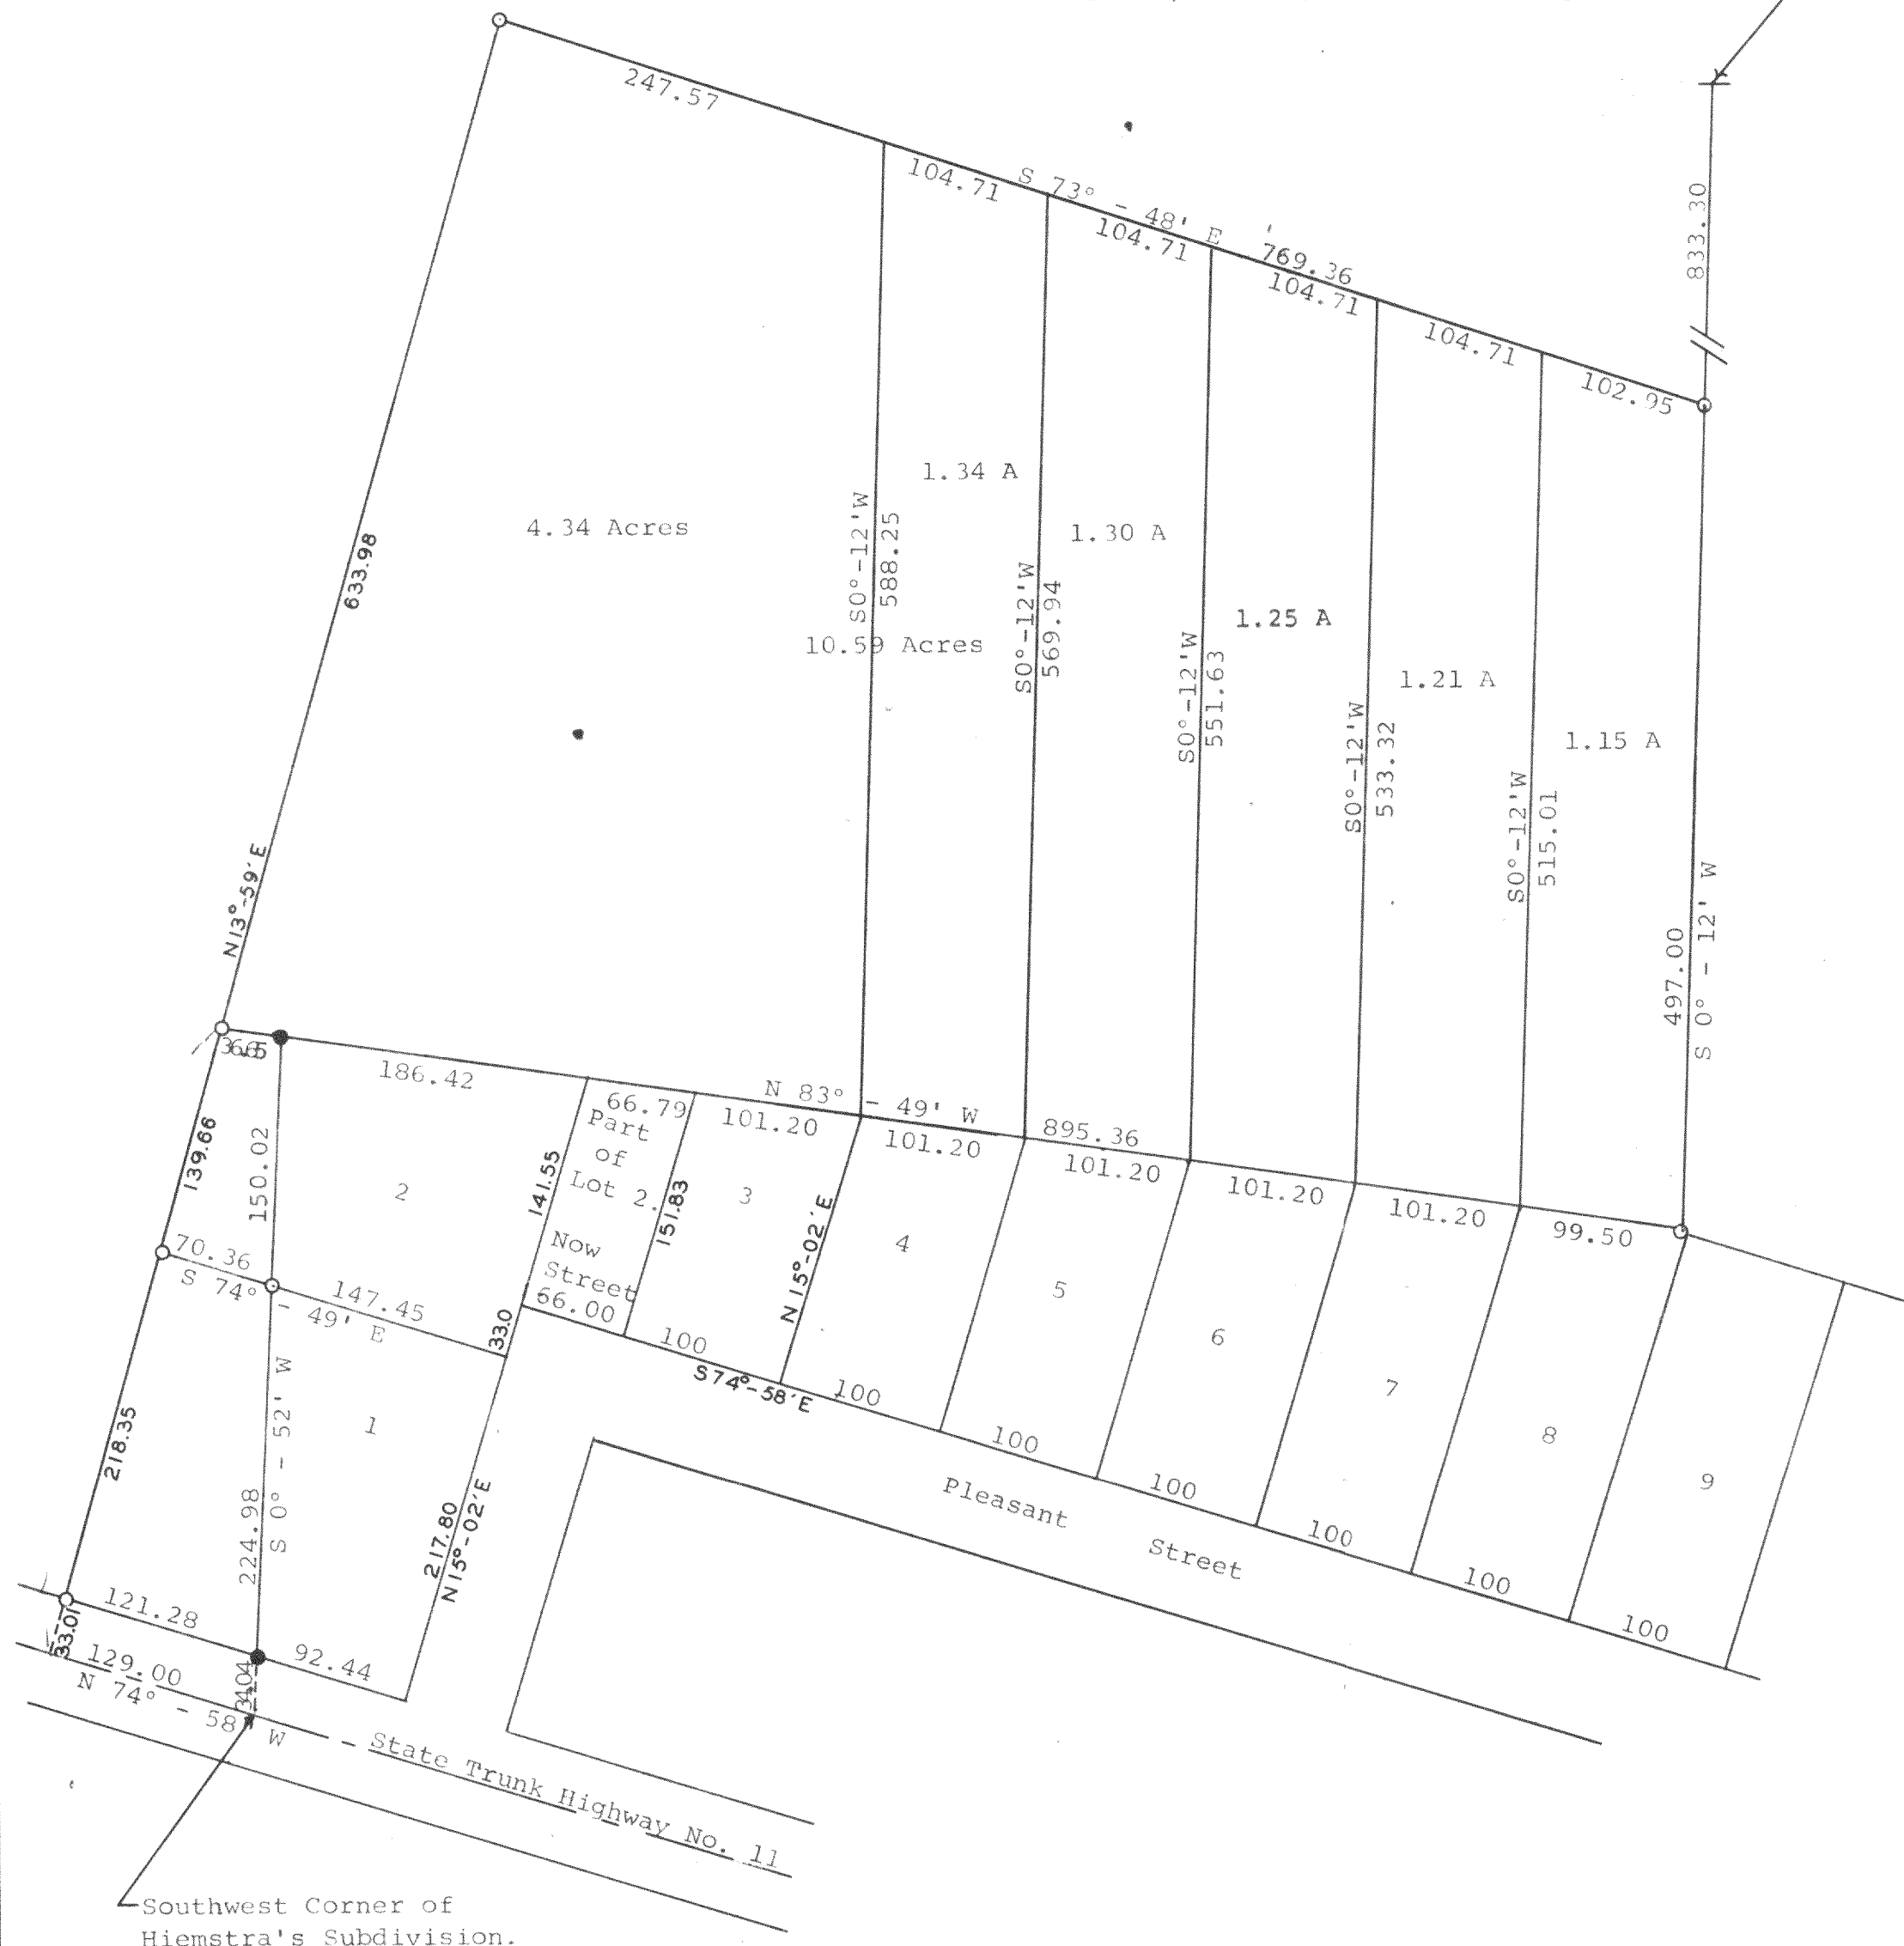 247.57
104.71
S 73° - 48' E
769.36
104.71
104.71
104.71
102.95
833.30
1.34 A
1.30 A
4.34 Acres
10.59 Acres
1.25 A
1.21 A
1.15 A
633.98
N13°-59'E
S0°-12'W
588.25
S0°-12'W
569.94
S0°-12'W
551.63
S0°-12'W
533.32
S0°-12'W
515.01
497.00
S 0° - 12' W
186.42
66.79
101.20
N 83° - 49' W
895.36
101.20
101.20
101.20
101.20
99.50
139.66
150.02
2
141.55
Part
of
Lot 2.
Now
Street
66.00
151.83
3
N15°-02'E
4
5
6
7
8
9
70.36
S 74° - 49' E
147.45
33.0
100
S74°-58'E
100
100
100
100
100
100
218.35
224.98
S 0° - 52' W
1
217.80
N15°-02'E
Pleasant Street
121.28
92.44
33.01
129.00
34.04
N 74° - 58' W
State Trunk Highway No. 11
Southwest Corner of
Hiemstra's Subdivision.